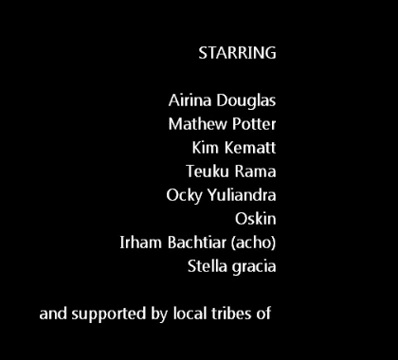 STARRING
Airina Douglas
Mathew Potter
Kim Kematt
Teuku Rama
Ocky Yuliandra
Oskin
Irham Bachtiar (acho)
Stella gracia
and supported by local tribes of